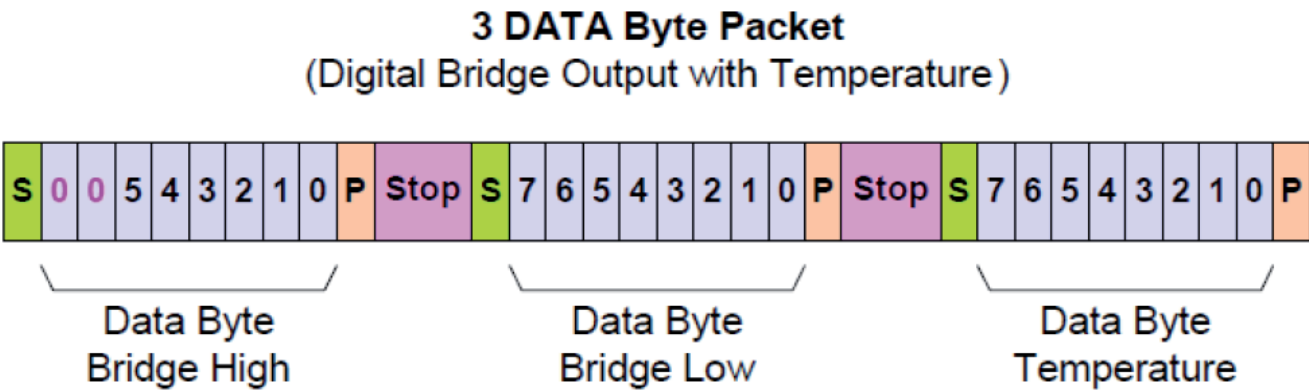 3 DATA Byte Packet
(Digital Bridge Output with Temperature)
S 0 0 5 4 3 2 1 0 P Stop S 7 6 5 4 3 2 1 0 P Stop S 7 6 5 4 3 2 1 0 P
Data Byte Data Byte Data Byte
Bridge High Bridge Low Temperature